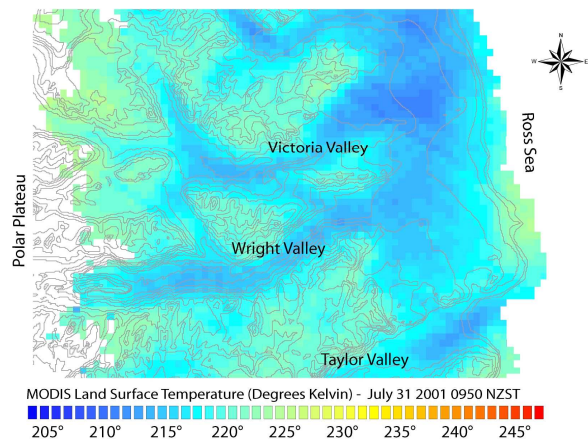 N
W E
S
Victoria Valley
Ross Sea
Polar Plateau
Wright Valley
Taylor Valley
MODIS Land Surface Temperature (Degrees Kelvin) - July 31 2001 0950 NZST
205° 210° 215° 220° 225° 230° 235° 240° 245°